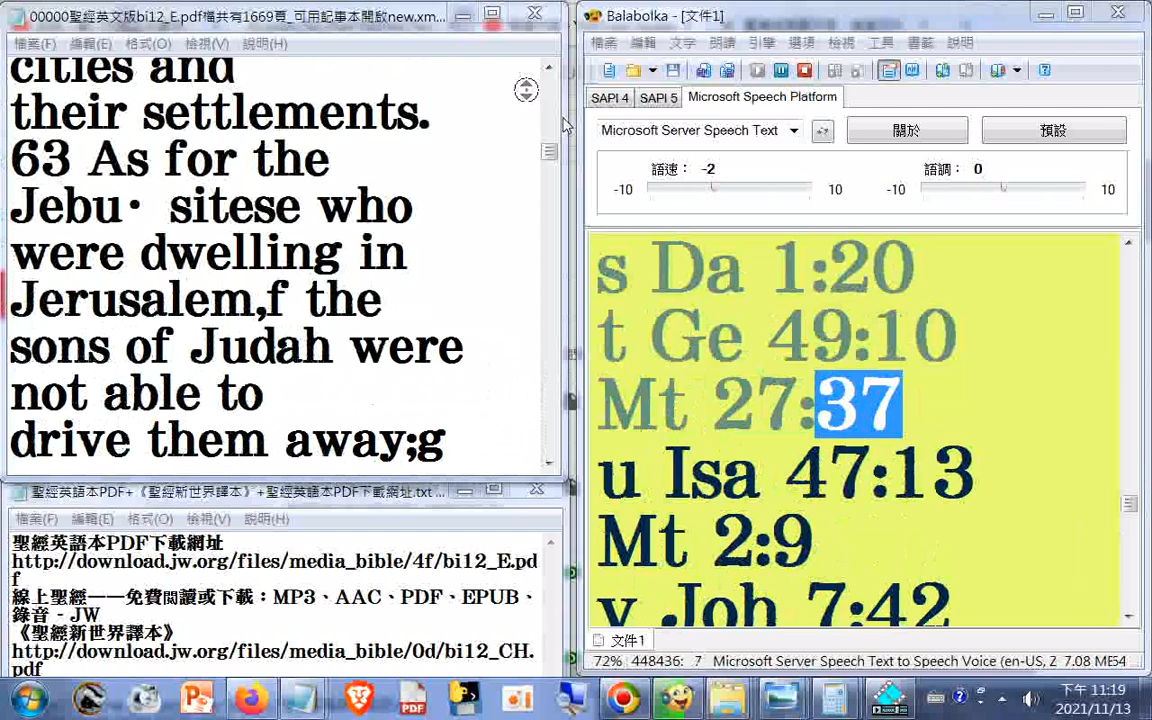 00000聖經英文版bi12_E.pdf檔共有1669頁_可用記事本開啟new.xm...
檔案(F) 編輯(E) 格式(O) 檢視(V) 說明(H)
cities and
their settlements.
63 As for the
Jebu· sitese who
were dwelling in
Jerusalem,f the
sons of Judah were
not able to
drive them away;g
聖經英語本PDF+《聖經新世界譯本》+聖經英語本PDF下載網址.txt ...
檔案(F) 編輯(E) 格式(O) 檢視(V) 說明(H)
聖經英語本PDF下載網址
http://download.jw.org/files/media_bible/4f/bi12_E.pd
f
線上聖經──免費閱讀或下載：MP3、AAC、PDF、EPUB、
錄音 - JW
《聖經新世界譯本》
http://download.jw.org/files/media_bible/0d/bi12_CH.
pdf
Balabolka - [文件1]
檔案 編輯 文字 朗讀 引擎 選項 檢視 工具 書籤 說明
SAPI 4 SAPI 5 Microsoft Speech Platform
Microsoft Server Speech Text 關於 預設
語速： -2 語調： 0
-10 10 -10 10
s Da 1:20
t Ge 49:10
Mt 27:37
u Isa 47:13
Mt 2:9
v Joh 7:42
文件1
72% 448436: 7 Microsoft Server Speech Text to Speech Voice (en-US, Z 7.08 ME54
PDF
下午 11:19
2021/11/13